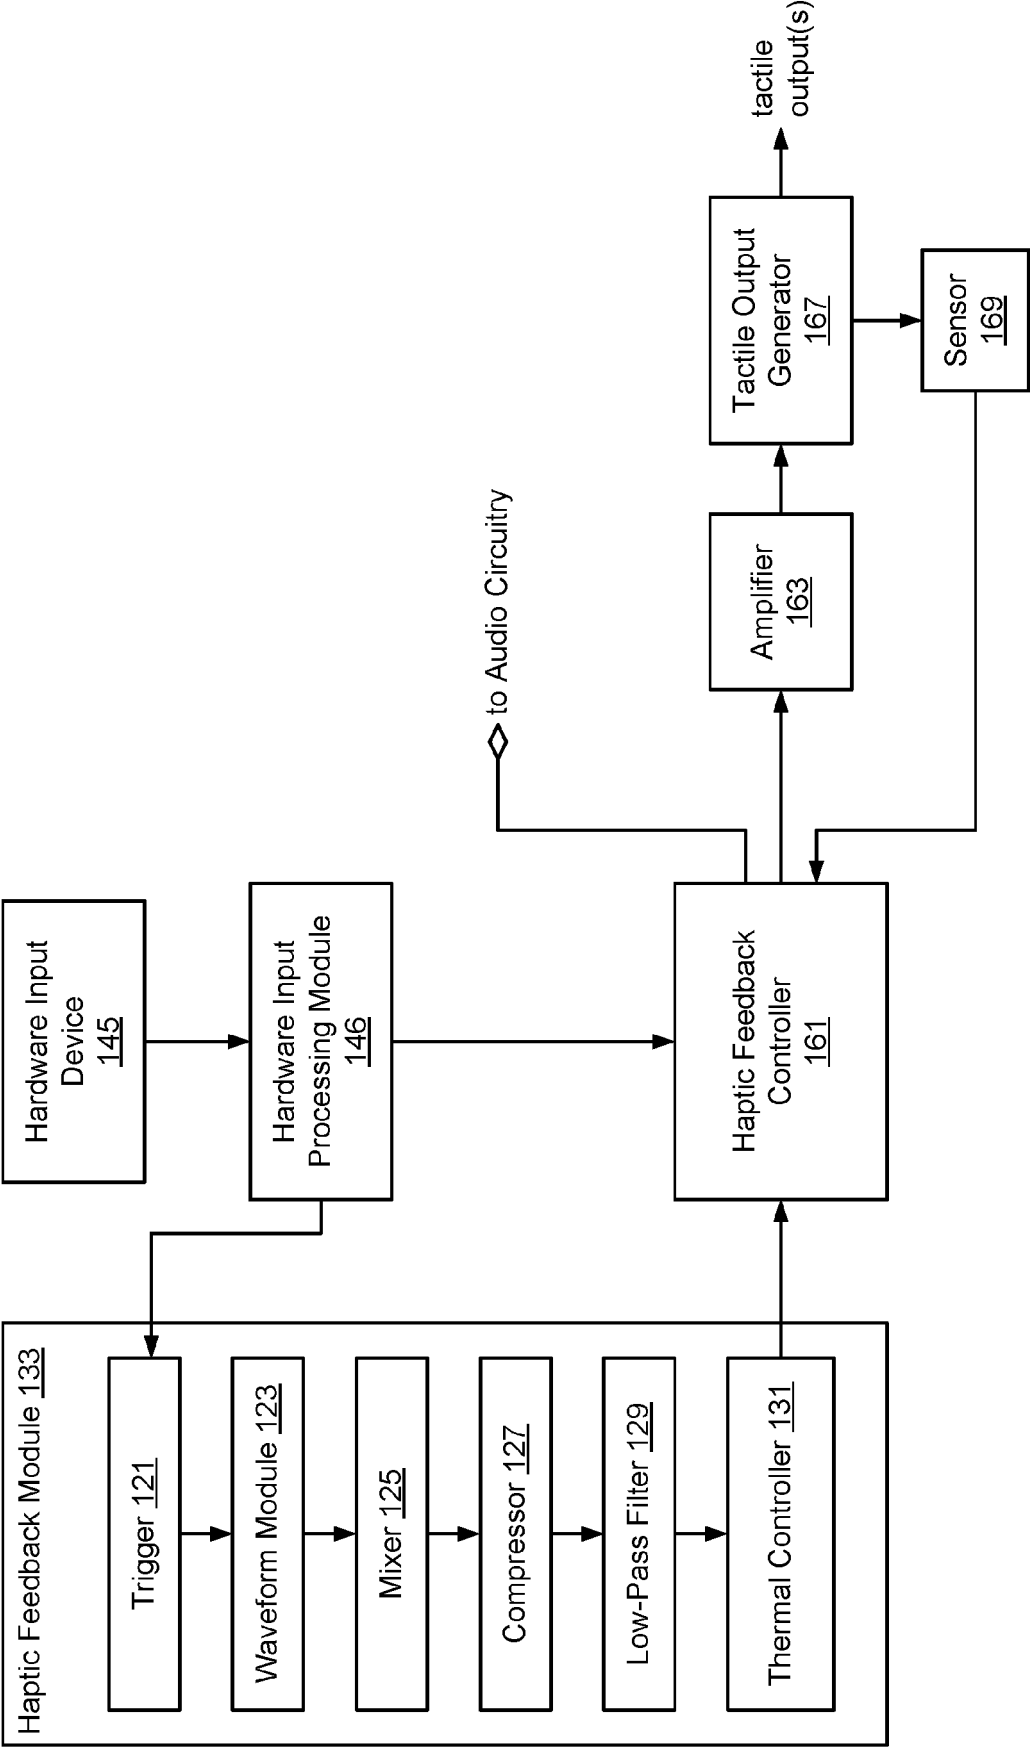 Haptic Feedback Module 133
Trigger 121
Waveform Module 123
Mixer 125
Compressor 127
Low-Pass Filter 129
Thermal Controller 131
Hardware Input
Device
145
Hardware Input
Processing Module
146
Haptic Feedback
Controller
161
to Audio Circuitry
Amplifier
163
Tactile Output
Generator
167
Sensor
169
tactile
output(s)